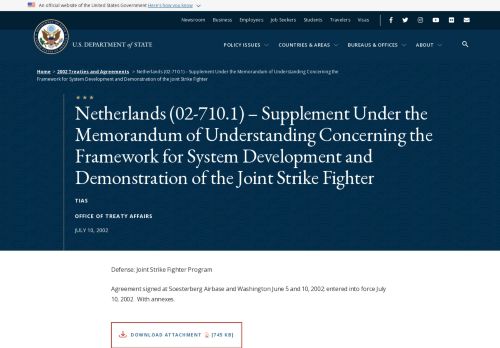 An official website of the United States Government Here's how you know
Newsroom Business Employers Job Seekers Students Travelers Visas
U.S. DEPARTMENT of STATE
POLICY ISSUES COUNTRIES & AREAS BUREAUS & OFFICES ABOUT
Home > 2002 Treaties and Agreements > Netherlands (02-710.1) – Supplement Under the Memorandum of Understanding Concerning the
Framework for System Development and Demonstration of the Joint Strike Fighter
Netherlands (02-710.1) – Supplement Under the
Memorandum of Understanding Concerning the
Framework for System Development and
Demonstration of the Joint Strike Fighter
TIAS
OFFICE OF TREATY AFFAIRS
JULY 10, 2002
Defense: Joint Strike Fighter Program
Agreement signed at Soesterberg Airbase and Washington June 5 and 10, 2002; entered into force July
10, 2002. With annexes.
DOWNLOAD ATTACHMENT [745 KB]